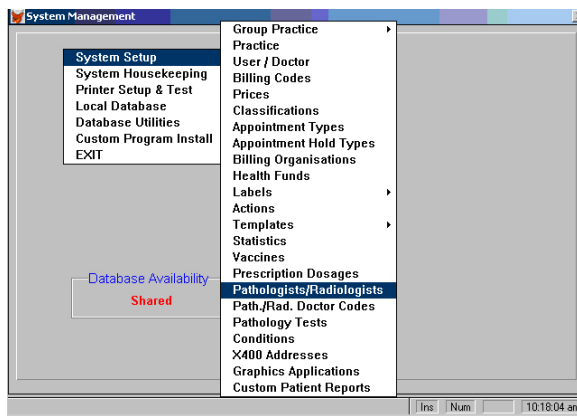 System Management
System Setup
System Housekeeping
Printer Setup & Test
Local Database
Database Utilities
Custom Program Install
EXIT
Group Practice
Practice
User / Doctor
Billing Codes
Prices
Classifications
Appointment Types
Appointment Hold Types
Billing Organisations
Health Funds
Labels
Actions
Templates
Statistics
Vaccines
Prescription Dosages
Pathologists/Radiologists
Path./Rad. Doctor Codes
Pathology Tests
Conditions
X400 Addresses
Graphics Applications
Custom Patient Reports
Database Availability
Shared
Ins Num 10:18:04 am